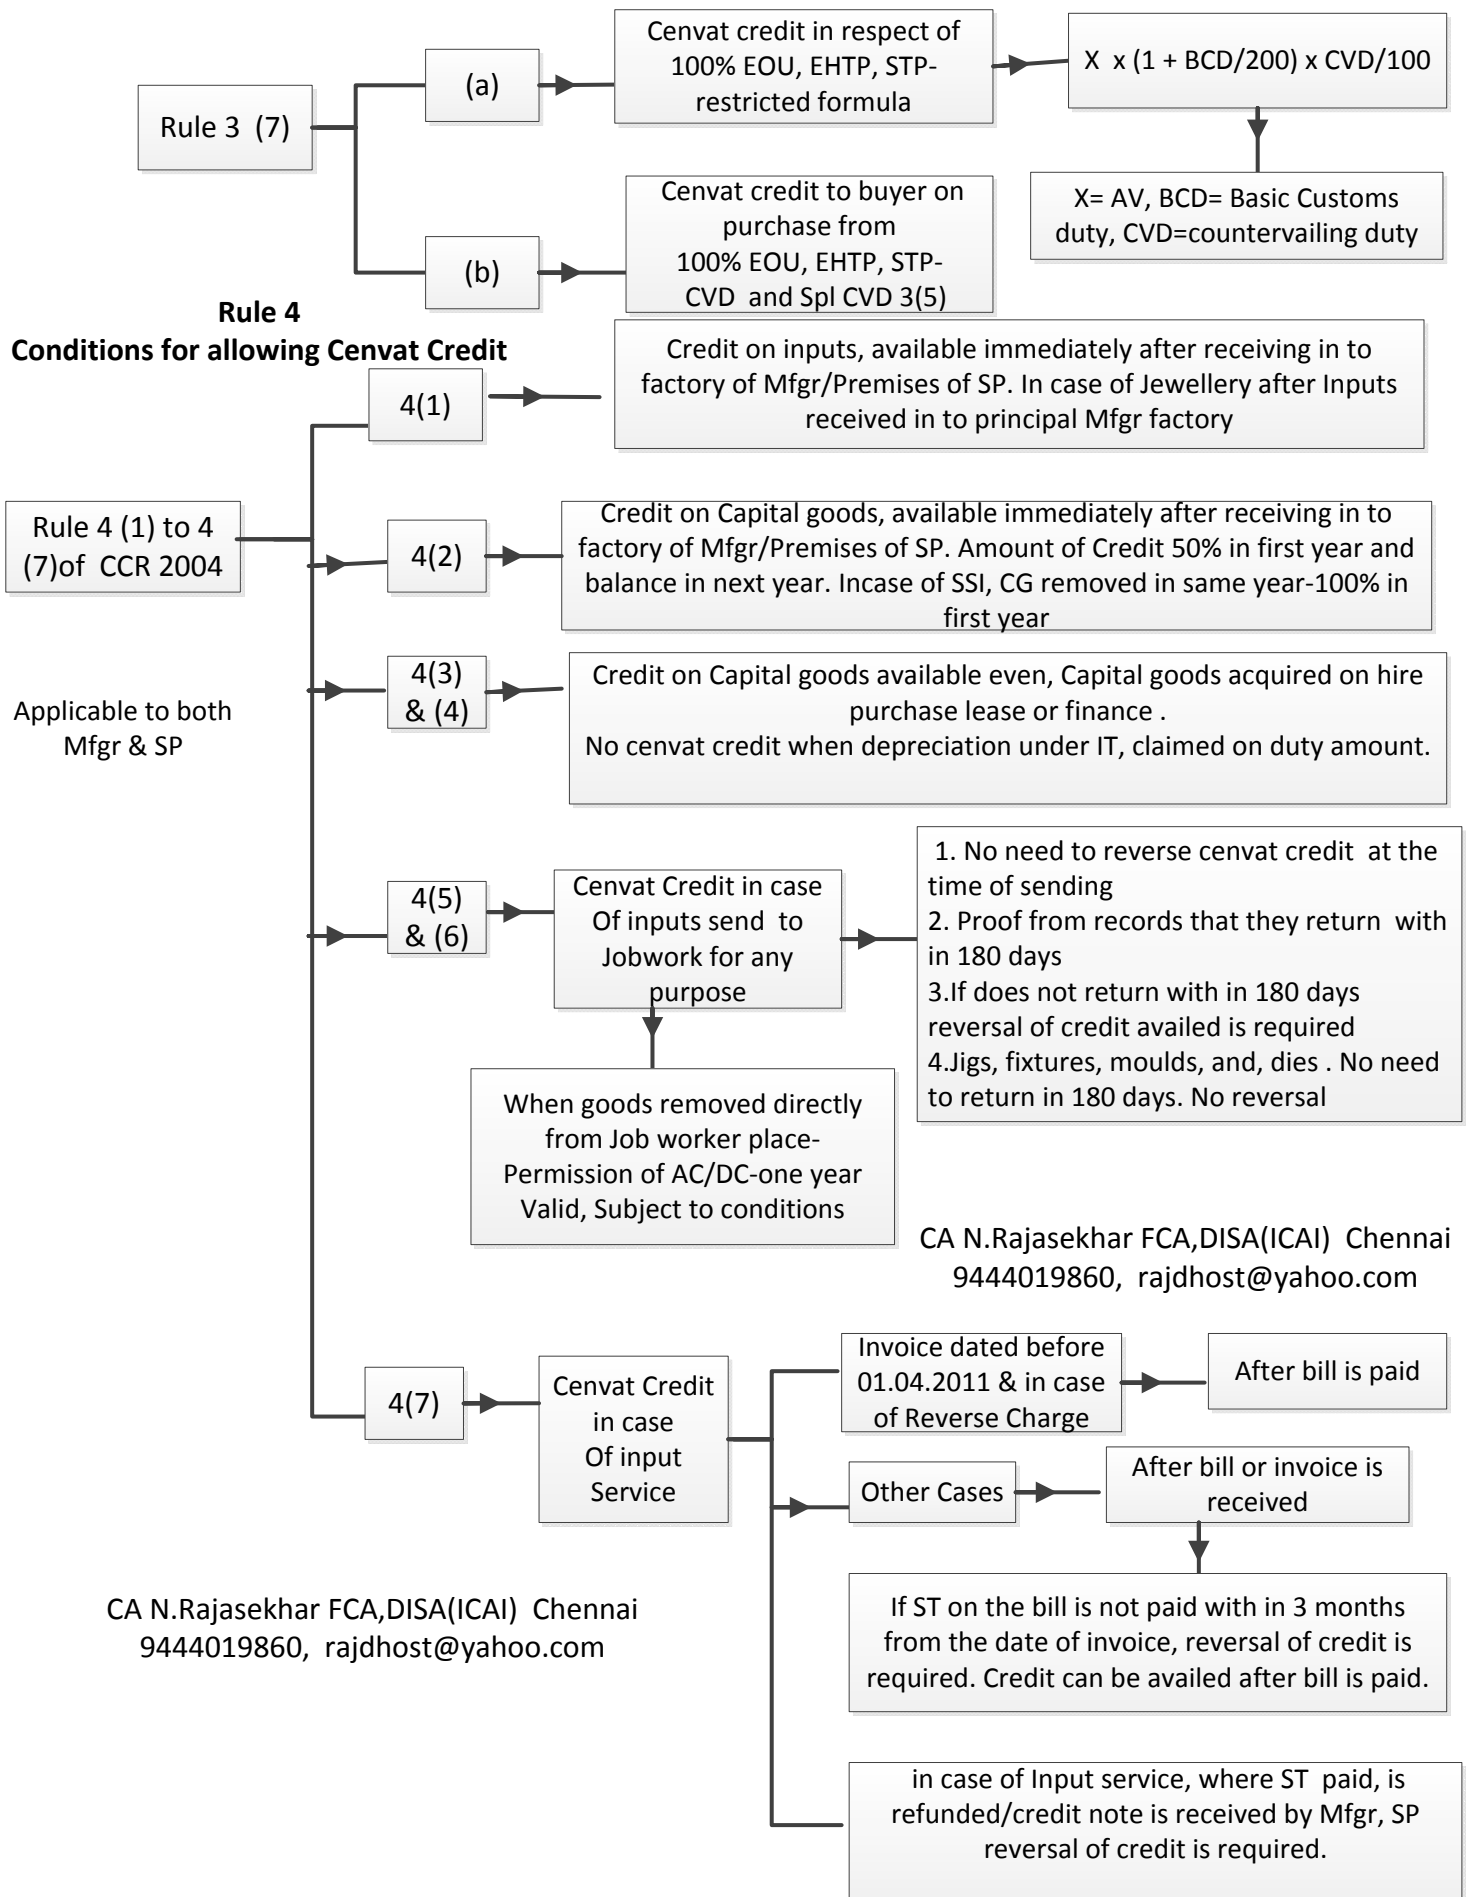 Rule 3  (7)
(a)
Cenvat credit in respect of
100% EOU, EHTP, STP-
restricted formula
X  x (1 + BCD/200) x CVD/100
X= AV, BCD= Basic Customs
duty, CVD=countervailing duty
(b)
Cenvat credit to buyer on
purchase from
100% EOU, EHTP, STP-
CVD  and Spl CVD 3(5)
Rule 4
Conditions for allowing Cenvat Credit
Rule 4 (1) to 4
(7)of  CCR 2004
Applicable to both
Mfgr & SP
4(1)
Credit on inputs, available immediately after receiving in to
factory of Mfgr/Premises of SP. In case of Jewellery after Inputs
received in to principal Mfgr factory
4(2)
Credit on Capital goods, available immediately after receiving in to
factory of Mfgr/Premises of SP. Amount of Credit 50% in first year and
balance in next year. Incase of SSI, CG removed in same year-100% in
first year
4(3)
& (4)
Credit on Capital goods available even, Capital goods acquired on hire
purchase lease or finance .
No cenvat credit when depreciation under IT, claimed on duty amount.
4(5)
& (6)
Cenvat Credit in case
Of inputs send  to
Jobwork for any
purpose
1. No need to reverse cenvat credit  at the
time of sending
2. Proof from records that they return  with
in 180 days
3.If does not return with in 180 days
reversal of credit availed is required
4.Jigs, fixtures, moulds, and, dies . No need
to return in 180 days. No reversal
When goods removed directly
from Job worker place-
Permission of AC/DC-one year
Valid, Subject to conditions
CA N.Rajasekhar FCA,DISA(ICAI)  Chennai
9444019860,  rajdhost@yahoo.com
4(7)
Cenvat Credit
in case
Of input
Service
Invoice dated before
01.04.2011 & in case
of Reverse Charge
After bill is paid
Other Cases
After bill or invoice is
received
If ST on the bill is not paid with in 3 months
from the date of invoice, reversal of credit is
required. Credit can be availed after bill is paid.
in case of Input service, where ST  paid, is
refunded/credit note is received by Mfgr, SP
reversal of credit is required.
CA N.Rajasekhar FCA,DISA(ICAI)  Chennai
9444019860,  rajdhost@yahoo.com